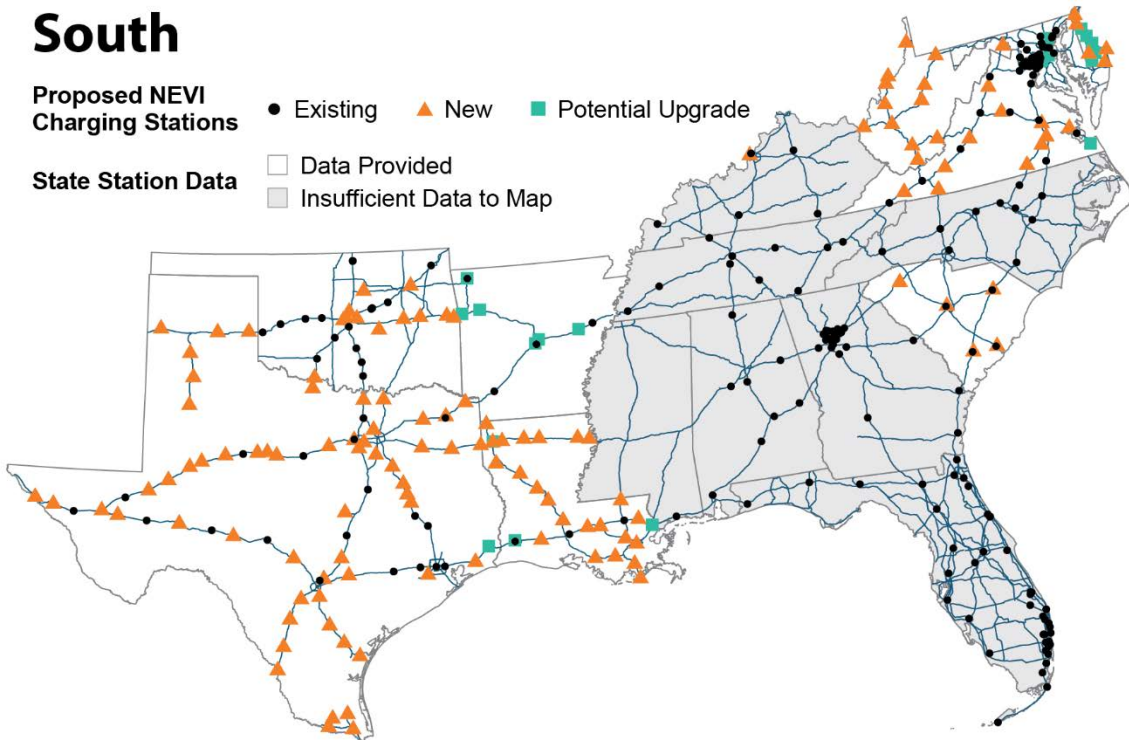 South
Proposed NEVI
Charging Stations
Existing
New
Potential Upgrade
State Station Data
Data Provided
Insufficient Data to Map